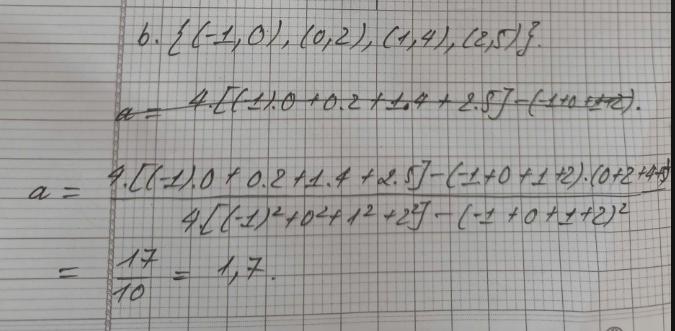 b. {(-1,0), (0,2), (1,4), (2,5)}.
a = 4.[(-1).0 + 0.2 + 1.4 + 2.5] - (-1+0+1+2).
a = 4.[(-1).0 + 0.2 + 1.4 + 2.5] - (-1+0+1+2).(0+2+4+5)
4[(-1)²+0²+1²+2²] - (-1+0+1+2)²
= 17/10 = 1,7.